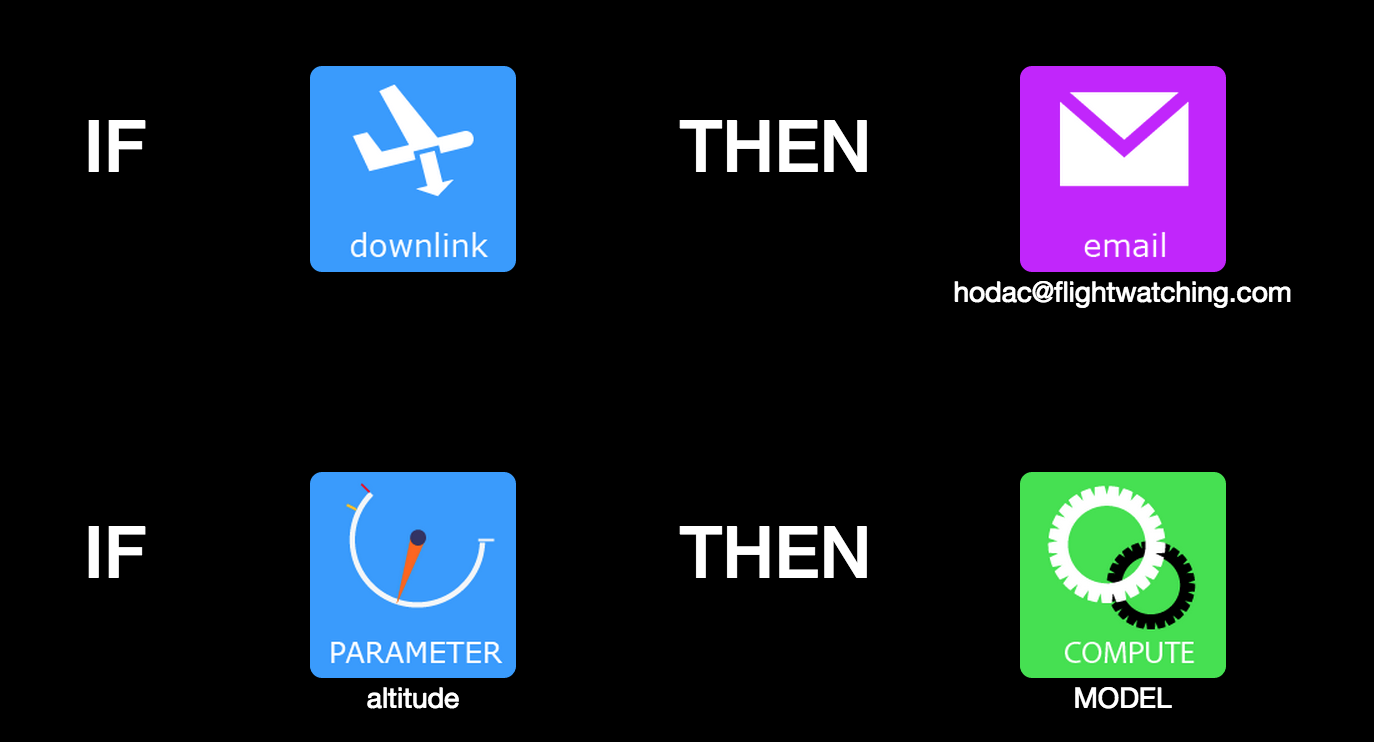 IF
downlink
THEN
email
hodac@flightwatching.com
IF
PARAMETER
altitude
THEN
COMPUTE
MODEL